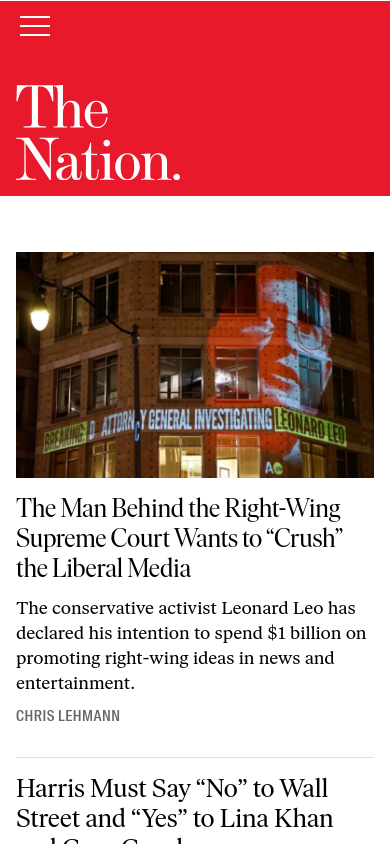 The
Nation.
BREAKING: DC ATTORNEY GENERAL INVESTIGATING LEONARD LEO
The Man Behind the Right-Wing
Supreme Court Wants to “Crush”
the Liberal Media
The conservative activist Leonard Leo has
declared his intention to spend $1 billion on
promoting right-wing ideas in news and
entertainment.
CHRIS LEHMANN
Harris Must Say “No” to Wall
Street and “Yes” to Lina Khan